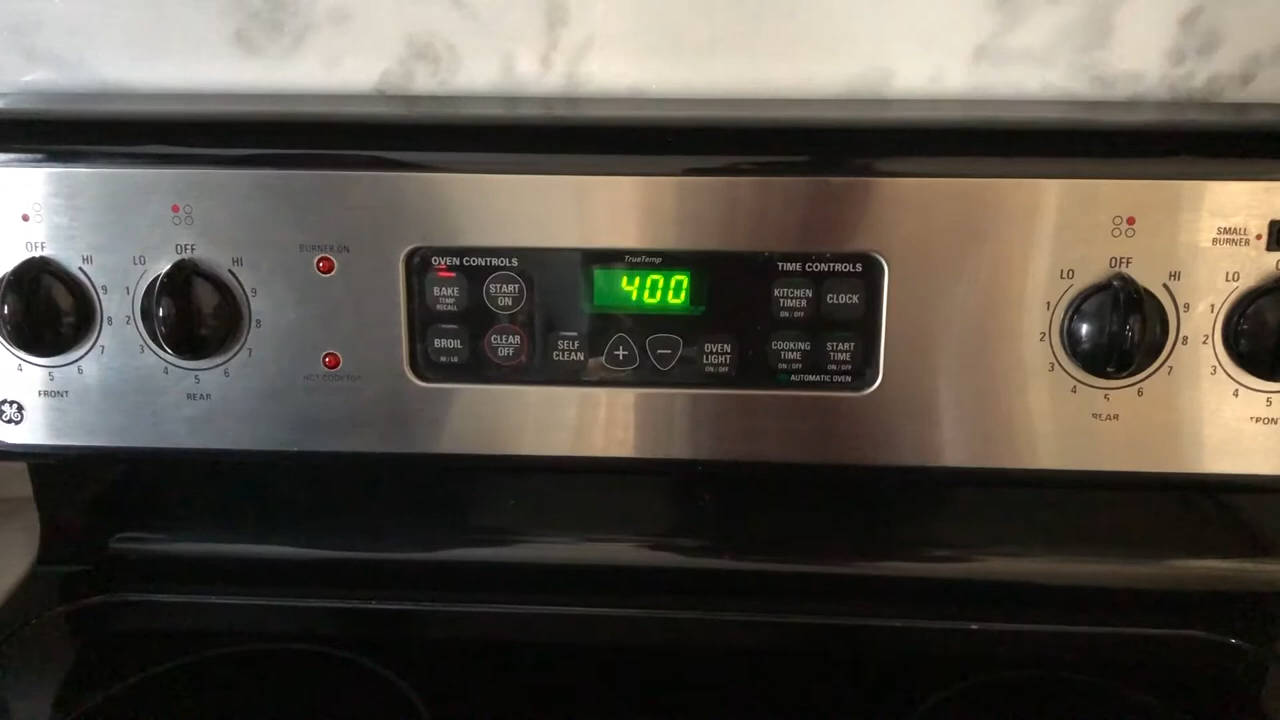 OFF
HI
9
8
7
6
5
4
FRONT
OFF
LO
HI
1
2
3
4
5
6
7
8
9
REAR
BURNER ON
HOT COOKTOP
GE
OVEN CONTROLS
BAKE
TEMP
RECALL
START
ON
BROIL
HI / LO
CLEAR
OFF
SELF
CLEAN
TrueTemp
400
+
−
OVEN
LIGHT
ON / OFF
TIME CONTROLS
KITCHEN
TIMER
ON / OFF
CLOCK
COOKING
TIME
ON / OFF
START
TIME
ON / OFF
AUTOMATIC OVEN
OFF
LO
HI
1
2
3
4
5
6
7
8
9
REAR
SMALL
BURNER
LO
1
2
3
4
5
FRONT